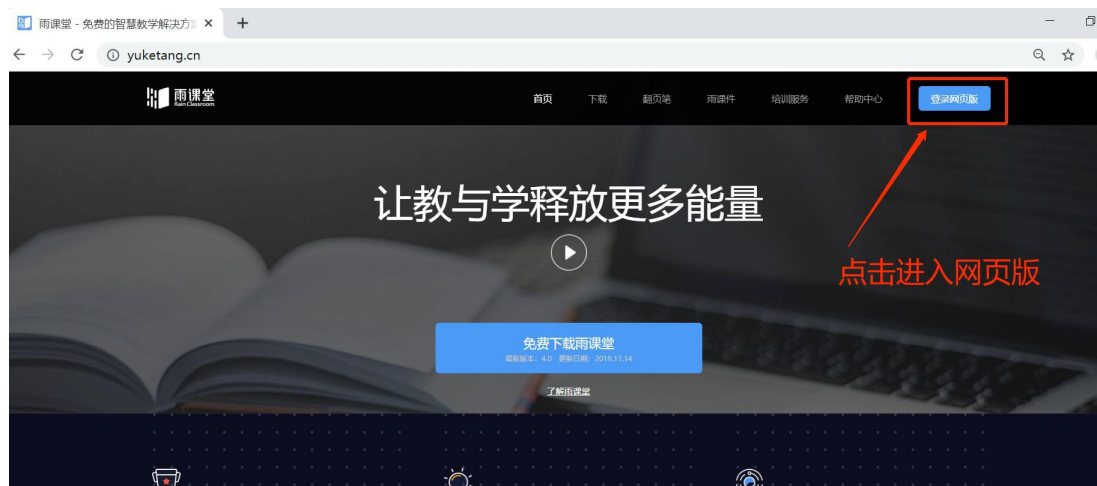 雨课堂 - 免费的智慧教学解决方
yuketang.cn
雨课堂
Rain Classroom
首页 下载 翻页笔 雨课件 培训服务 帮助中心 登录网页版
让教与学释放更多能量
点击进入网页版
免费下载雨课堂
最新版本: 4.0 更新日期: 2019.11.14
了解雨课堂